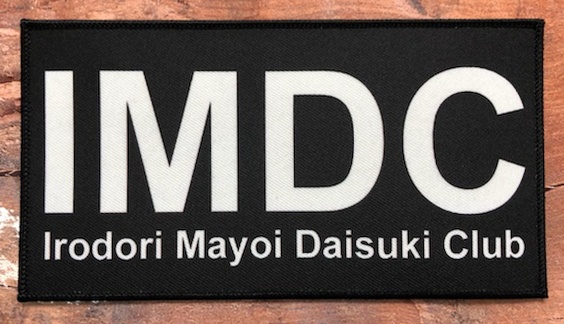 IMDC
Irodori Mayoi Daisuki Club